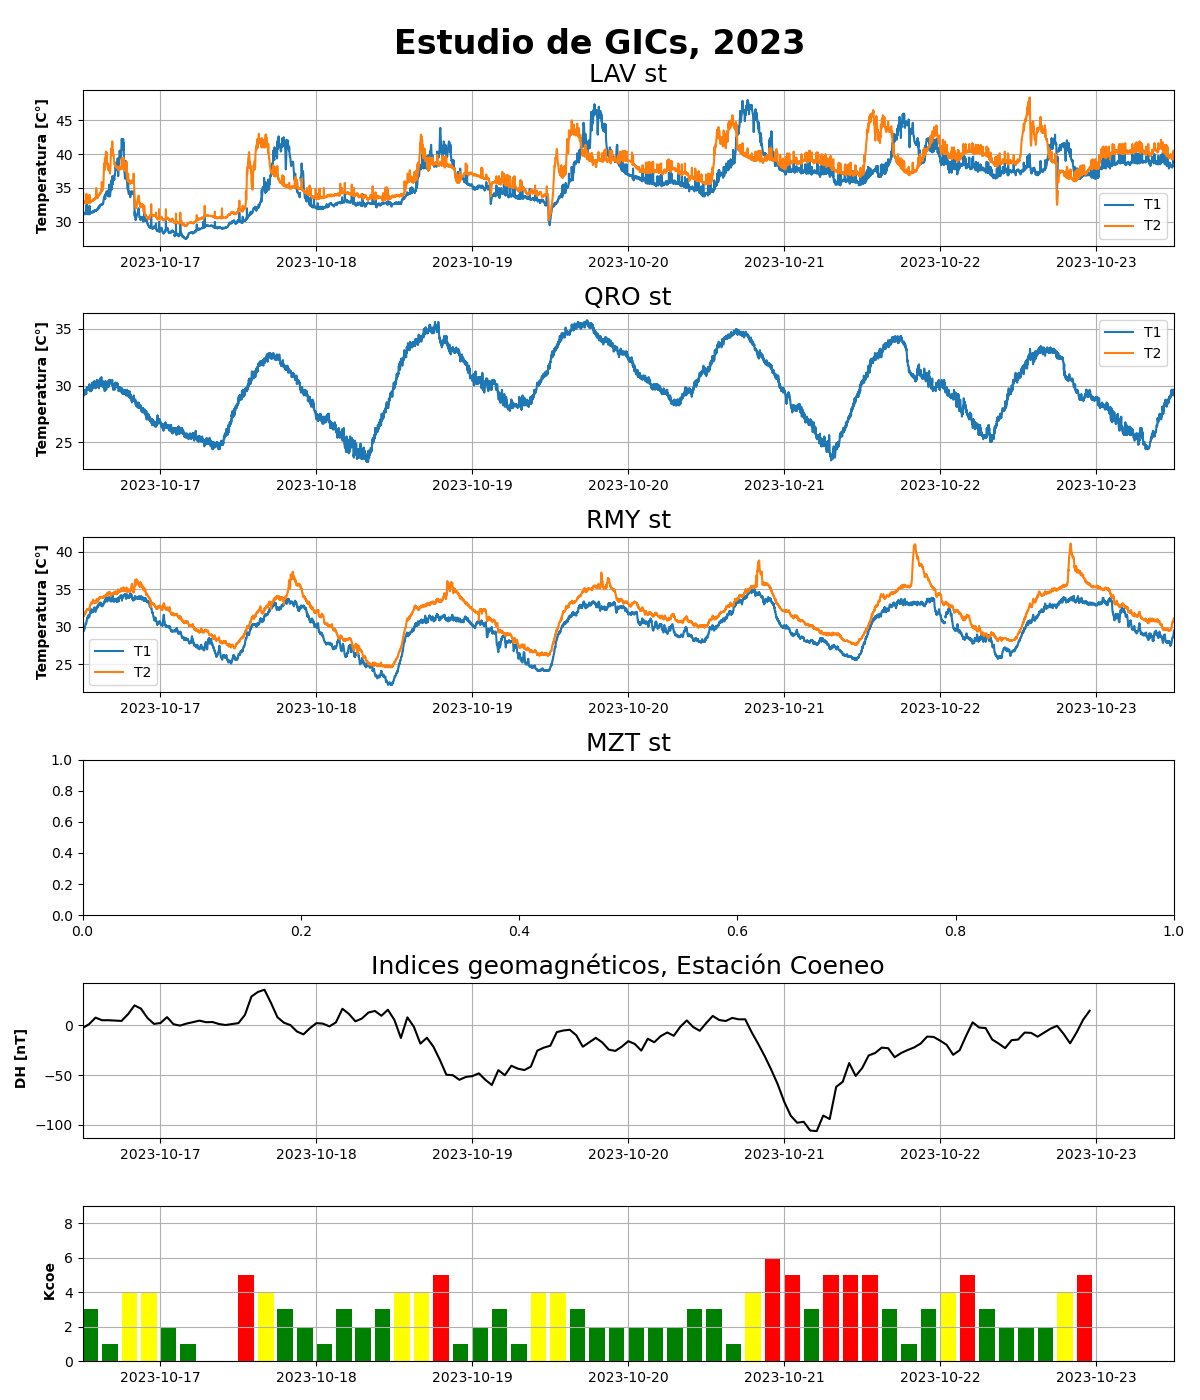 Estudio de GICs, 2023
LAV st
Temperatura [C°]
45
40
35
30
T1
T2
2023-10-17 2023-10-18 2023-10-19 2023-10-20 2023-10-21 2023-10-22 2023-10-23
QRO st
Temperatura [C°]
35
30
25
T1
T2
2023-10-17 2023-10-18 2023-10-19 2023-10-20 2023-10-21 2023-10-22 2023-10-23
RMY st
Temperatura [C°]
40
35
30
25
T1
T2
2023-10-17 2023-10-18 2023-10-19 2023-10-20 2023-10-21 2023-10-22 2023-10-23
MZT st
1.0
0.8
0.6
0.4
0.2
0.0
0.0 0.2 0.4 0.6 0.8 1.0
Indices geomagnéticos, Estación Coeneo
DH [nT]
0
−50
−100
2023-10-17 2023-10-18 2023-10-19 2023-10-20 2023-10-21 2023-10-22 2023-10-23
Kcoe
8
6
4
2
0
2023-10-17 2023-10-18 2023-10-19 2023-10-20 2023-10-21 2023-10-22 2023-10-23